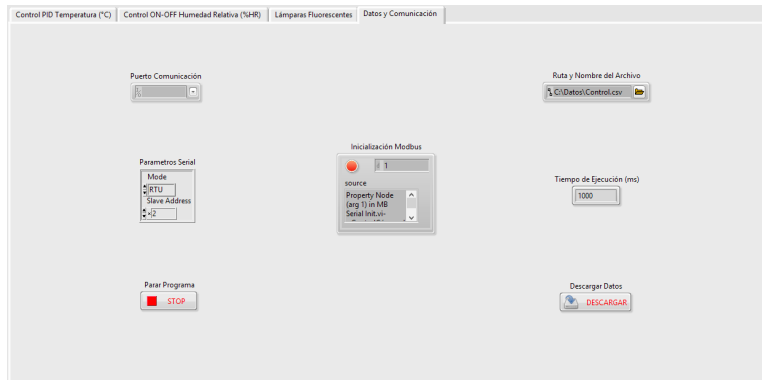 Control PID Temperatura (°C)
Control ON-OFF Humedad Relativa (%HR)
Lámparas Fluorescentes
Datos y Comunicación
Puerto Comunicación
Ruta y Nombre del Archivo
C:\Datos\Control.csv
Inicialización Modbus
1
source
Property Node
(arg 1) in MB
Serial Init.vi-
Parametros Serial
Mode
RTU
Slave Address
x2
Tiempo de Ejecución (ms)
1000
Parar Programa
STOP
Descargar Datos
DESCARGAR